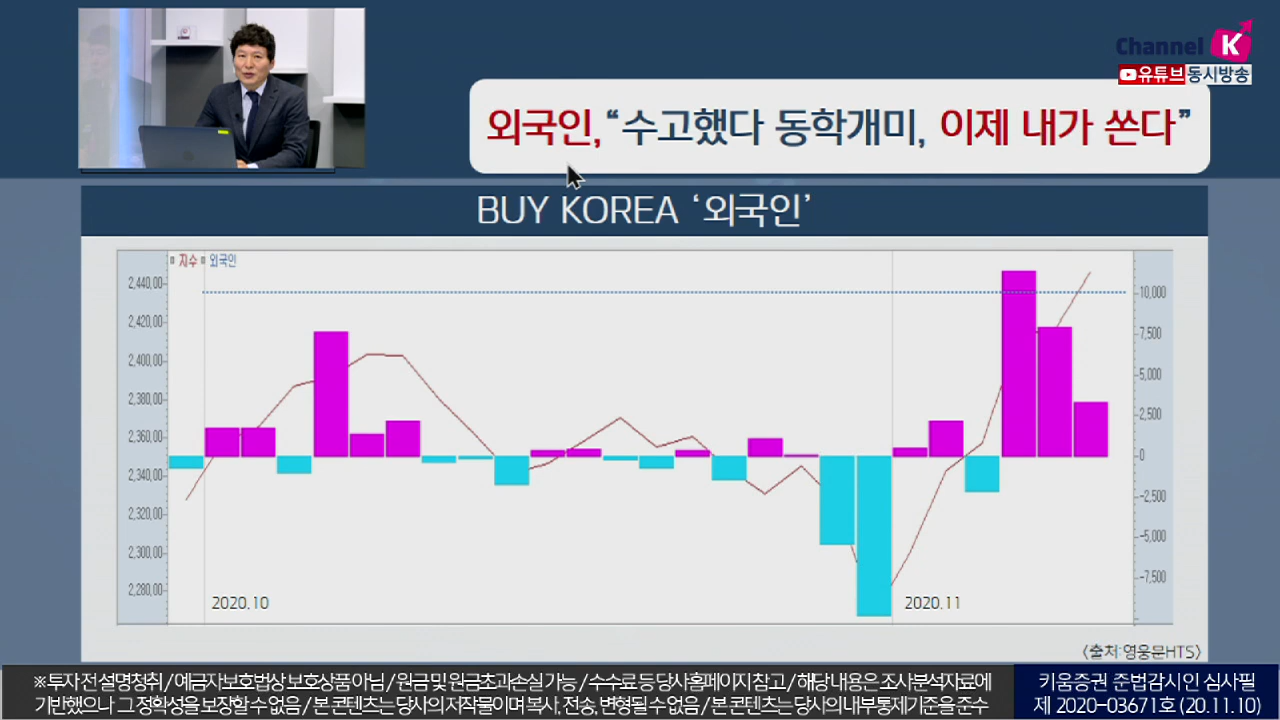 Channel K
유튜브동시방송
외국인, “수고했다 동학개미, 이제 내가 쏜다”
BUY KOREA ‘외국인’
지수 외국인
2,440.00
2,420.00
2,400.00
2,380.00
2,360.00
2,340.00
2,320.00
2,300.00
2,280.00
10,000
7,500
5,000
2,500
0
-2,500
-5,000
-7,500
2020.10
2020.11
〈출처:영웅문HTS〉
※ 투자 전 설명청취 / 예금자보호법상 보호상품 아님 / 원금 및 원금초과손실 가능 / 수수료 등 당사홈페이지 참고 / 해당 내용은 조사분석자료에
기반했으나 그 정확성을 보장할 수 없음 / 본 콘텐츠는 당사의 저작물이며 복사, 전송, 변형될 수 없음 / 본 콘텐츠는 당사의 내부통제기준을 준수
키움증권 준법감시인 심사필
제 2020-03671호 (20.11.10)